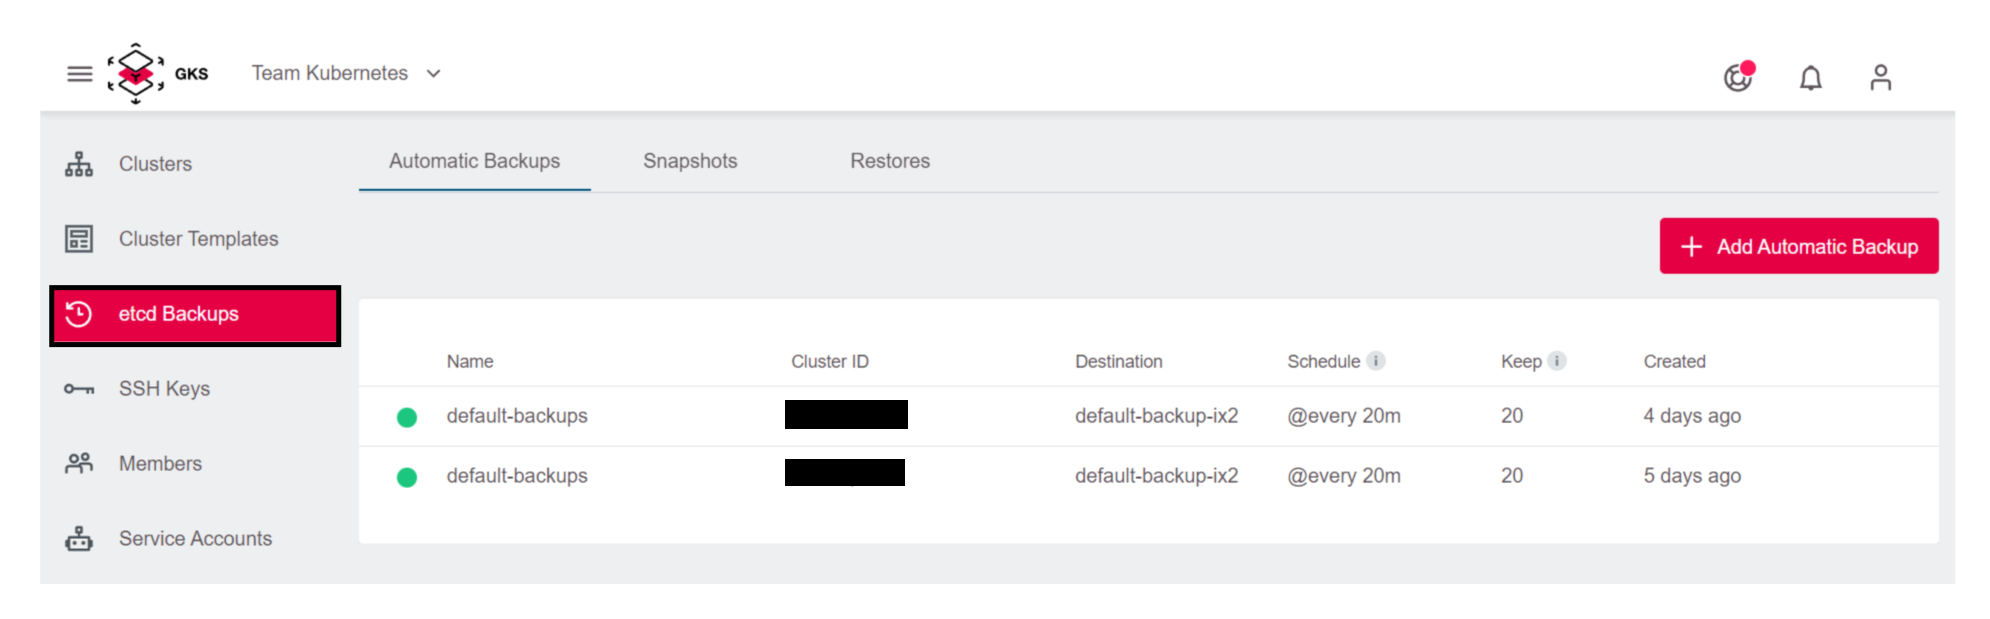 GKS Team Kubernetes
Clusters
Cluster Templates
etcd Backups
SSH Keys
Members
Service Accounts
Automatic Backups Snapshots Restores
+ Add Automatic Backup
Name Cluster ID Destination Schedule i Keep i Created
default-backups default-backup-ix2 @every 20m 20 4 days ago
default-backups default-backup-ix2 @every 20m 20 5 days ago